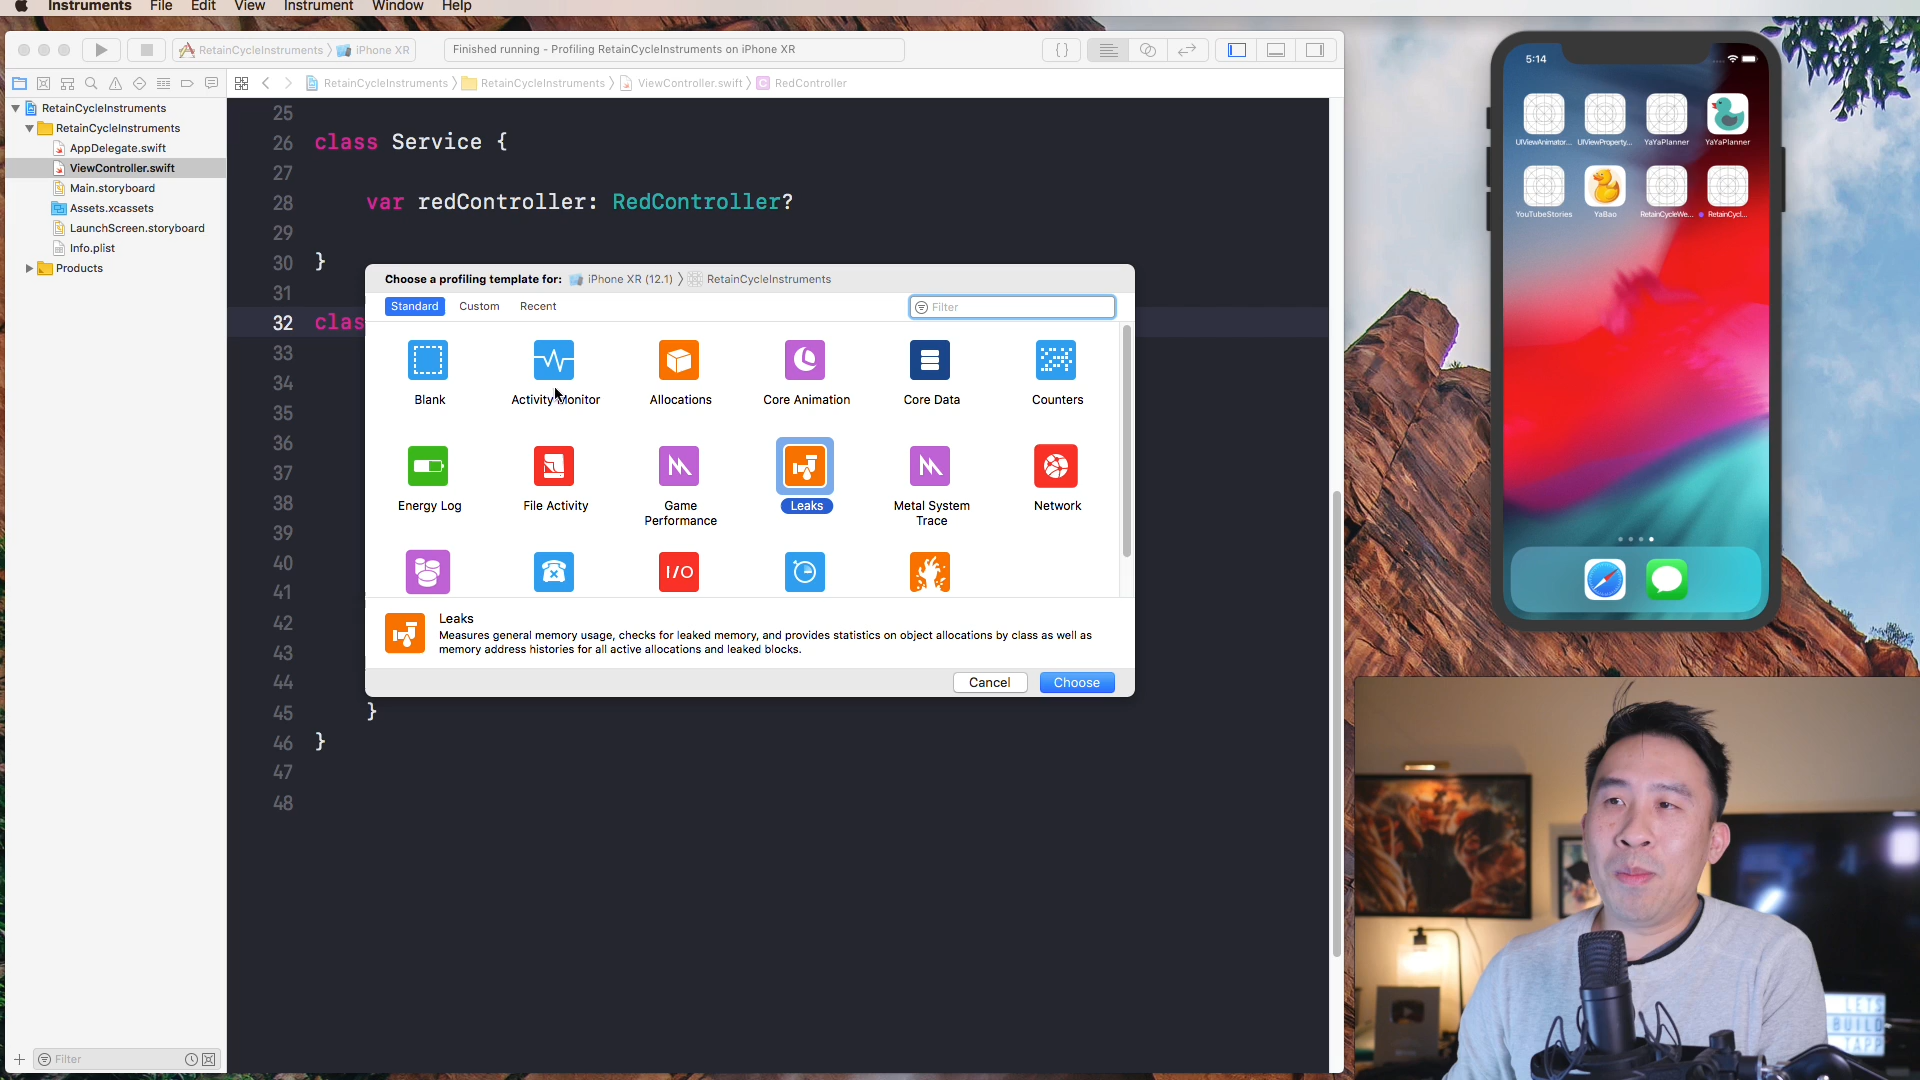 Instruments File Edit View Instrument Window Help
RetainCycleInstruments iPhone XR
Finished running - Profiling RetainCycleInstruments on iPhone XR
{ }
RetainCycleInstruments RetainCycleInstruments ViewController.swift RedController
RetainCycleInstruments
RetainCycleInstruments
AppDelegate.swift
ViewController.swift
Main.storyboard
Assets.xcassets
LaunchScreen.storyboard
Info.plist
Products
Filter
25
26 class Service {
27
28 var redController: RedController?
29
30 }
31
32 clas
33
34
35
36
37
38
39
40
41
42
43
44
45 }
46 }
47
48
Choose a profiling template for: iPhone XR (12.1) RetainCycleInstruments
Standard Custom Recent
Filter
Blank
Activity Monitor
Allocations
Core Animation
Core Data
Counters
Energy Log
File Activity
Game
Performance
Leaks
Metal System
Trace
Network
I/O
Leaks
Measures general memory usage, checks for leaked memory, and provides statistics on object allocations by class as well as
memory address histories for all active allocations and leaked blocks.
Cancel Choose
5:14
UIViewAnimator... UIViewProperty... YaYaPlanner YaYaPlanner
YouTubeStories YaBao RetainCycleWe... RetainCycl...
LETS
BUILD
TAPP